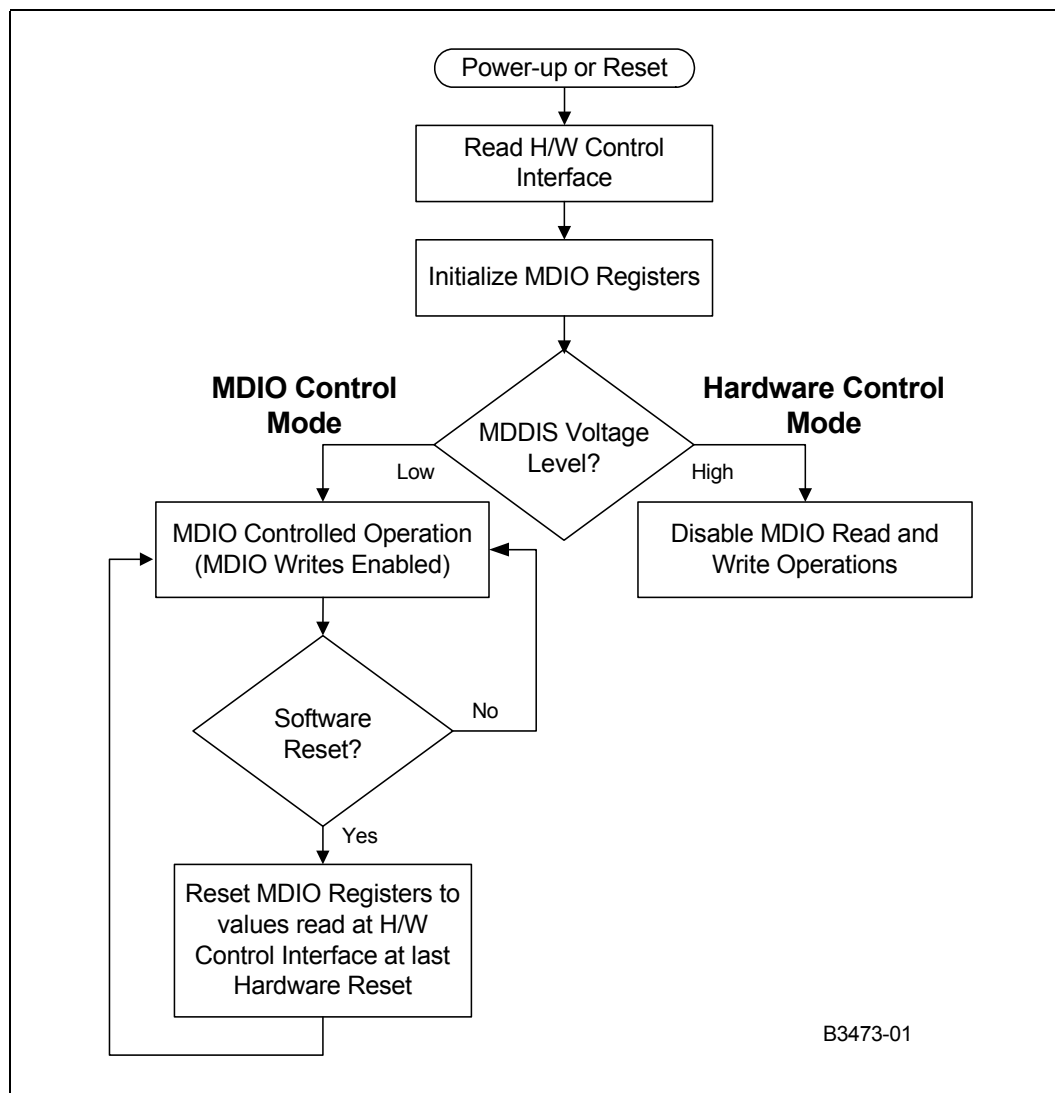 Power-up or Reset
Read H/W Control
Interface
Initialize MDIO Registers
MDIO Control
Mode
Hardware Control
Mode
MDDIS Voltage
Level?
Low
High
MDIO Controlled Operation
(MDIO Writes Enabled)
Disable MDIO Read and
Write Operations
Software
Reset?
No
Yes
Reset MDIO Registers to
values read at H/W
Control Interface at last
Hardware Reset
B3473-01